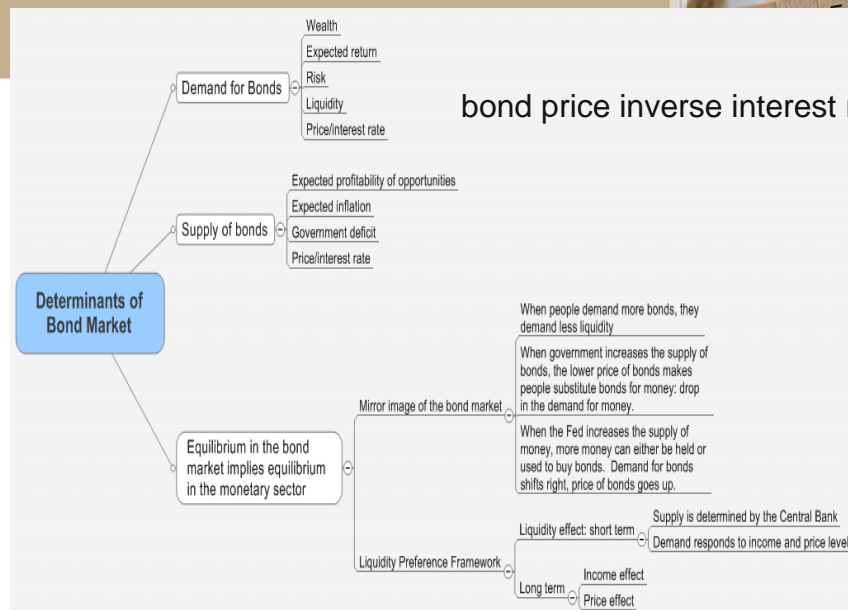 Wealth
Expected return
Demand for Bonds
Risk
Liquidity
Price/interest rate
bond price inverse interest
Expected profitability of opportunities
Expected inflation
Supply of bonds
Government deficit
Price/interest rate
Determinants of
Bond Market
When people demand more bonds, they
demand less liquidity
When government increases the supply of
bonds, the lower price of bonds makes
people substitute bonds for money: drop
in the demand for money.
Mirror image of the bond market
When the Fed increases the supply of
money, more money can either be held or
used to buy bonds. Demand for bonds
shifts right, price of bonds goes up.
Equilibrium in the bond
market implies equilibrium
in the monetary sector
Supply is determined by the Central Bank
Liquidity effect: short term
Demand responds to income and price level
Liquidity Preference Framework
Income effect
Long term
Price effect